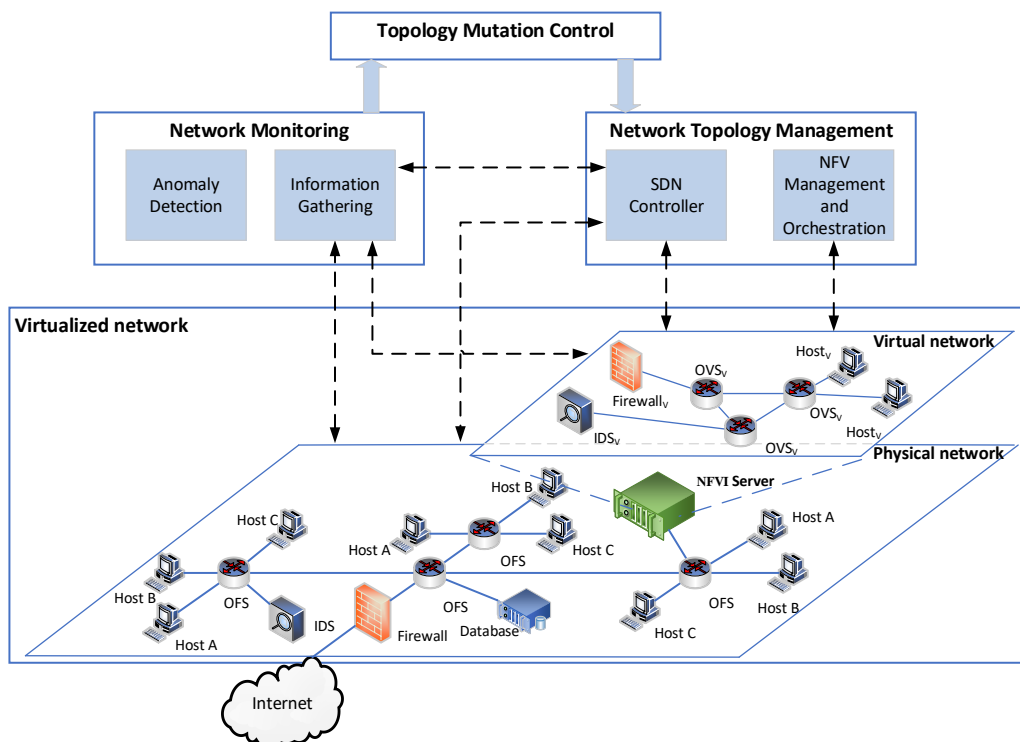 Topology Mutation Control
Network Monitoring
Network Topology Management
Anomaly
Detection
Information
Gathering
SDN
Controller
NFV
Management
and
Orchestration
Virtualized network
Virtual network
Hostᵥ
OVSᵥ
Firewallᵥ
OVSᵥ
Hostᵥ
IDSᵥ
OVSᵥ
Physical network
NFVI Server
Host B
Host C
Host A
Host A
Host C
OFS
Host B
OFS
OFS
OFS
Host B
Host A
IDS
Firewall
Database
Host C
Internet